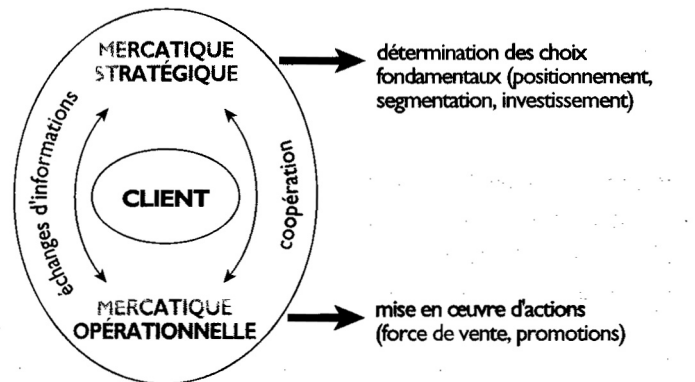 MERCATIQUE
STRATÉGIQUE
détermination des choix
fondamentaux (positionnement,
segmentation, investissement)
échanges d'informations
coopération
CLIENT
MERCATIQUE
OPÉRATIONNELLE
mise en œuvre d'actions
(force de vente, promotions)